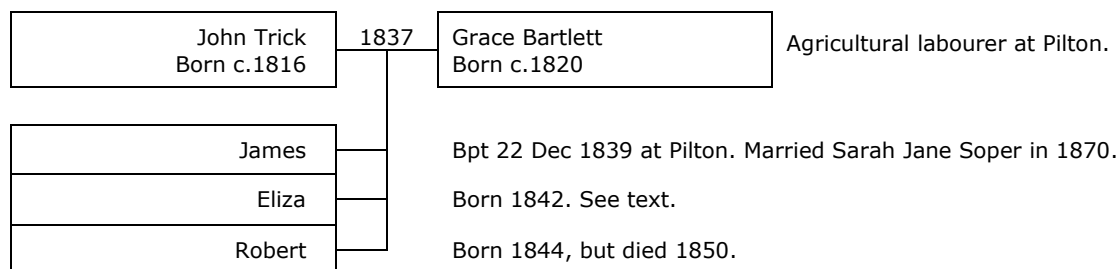 John Trick 1837 Grace Bartlett
Born c.1816 Born c.1820
Agricultural labourer at Pilton.
James Bpt 22 Dec 1839 at Pilton. Married Sarah Jane Soper in 1870.
Eliza Born 1842. See text.
Robert Born 1844, but died 1850.